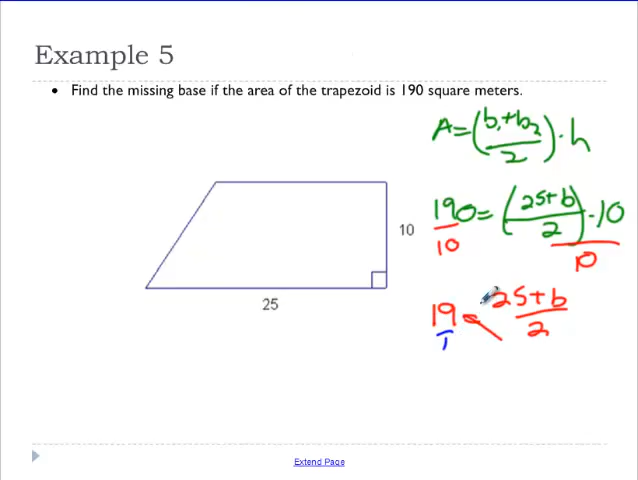 Example 5
• Find the missing base if the area of the trapezoid is 190 square meters.
A = (b₁+b₂/2) · h
190/10 = (25+b/2) · 10/10
10
25
19/1 = 25+b/2
Extend Page